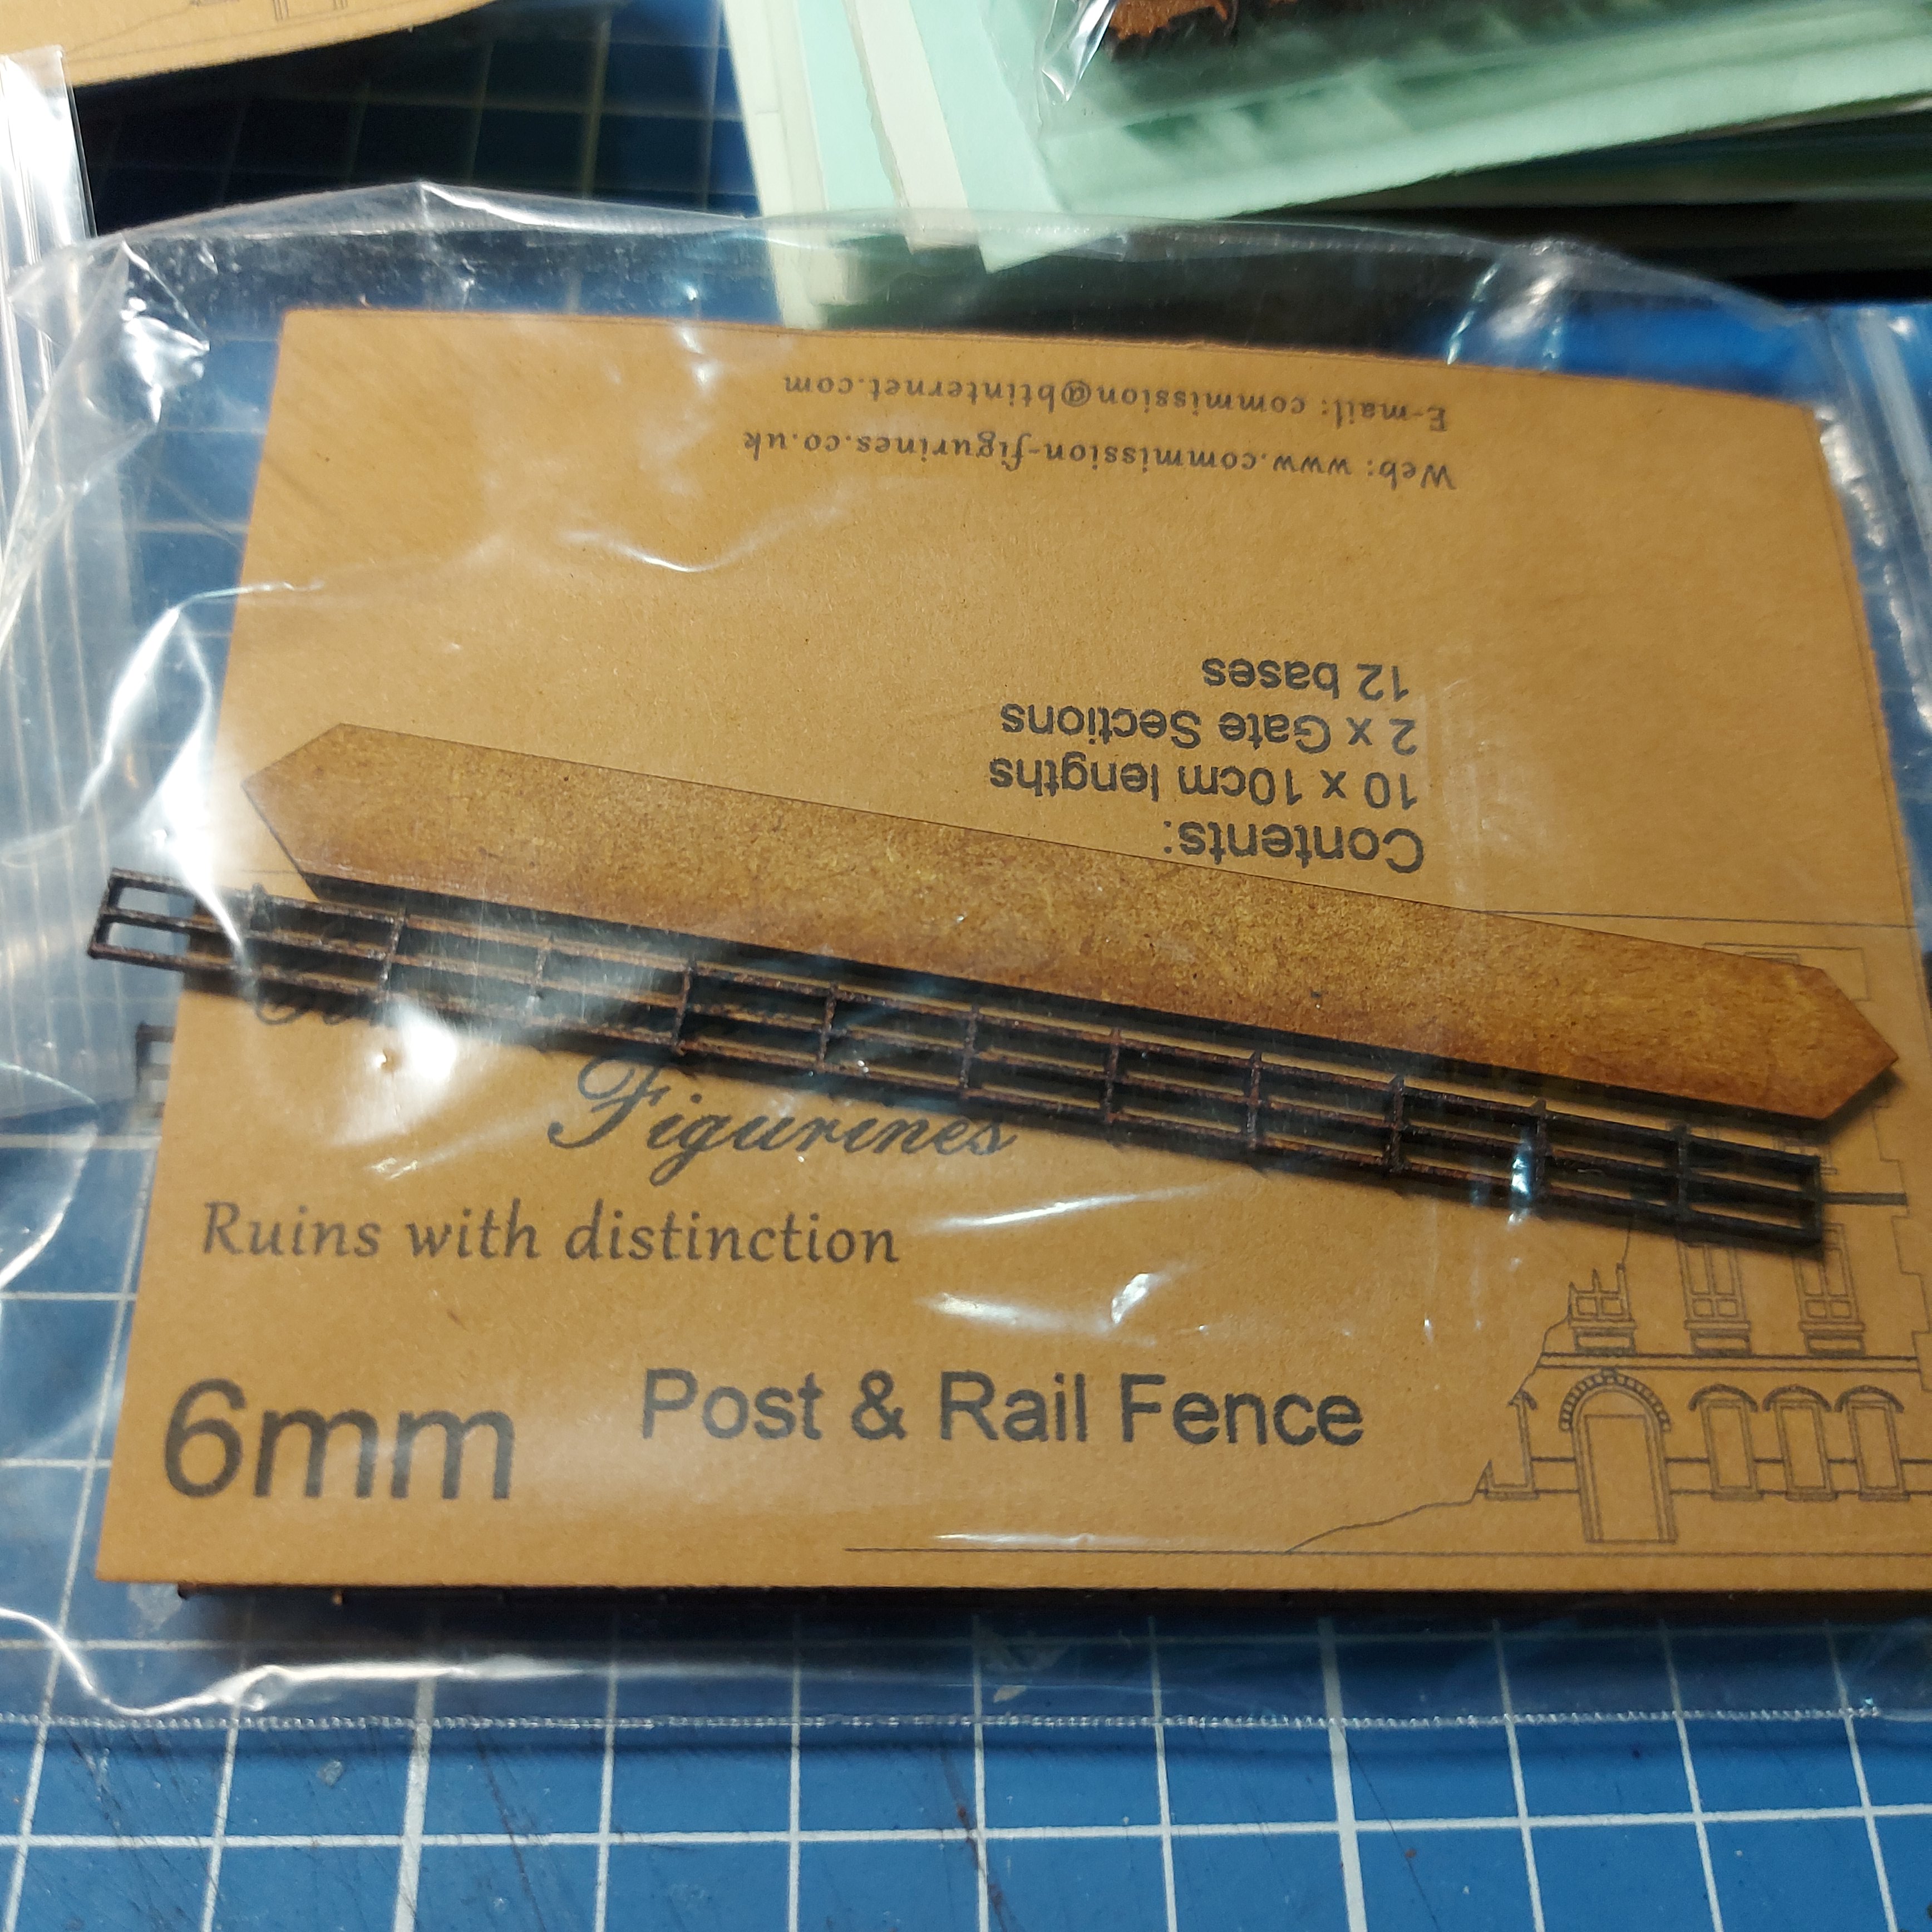 E-mail: commission@btinternet.com
Web: www.commission-figurines.co.uk
Contents:
10 x 10cm lengths
2 x Gate Sections
12 bases
Figurines
Ruins with distinction
6mm Post & Rail Fence